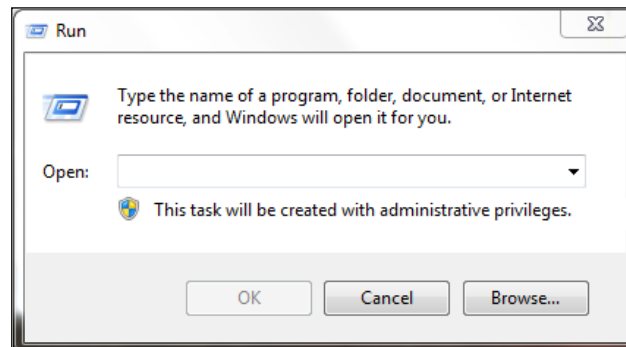 Run
Type the name of a program, folder, document, or Internet
resource, and Windows will open it for you.
Open:
This task will be created with administrative privileges.
OK
Cancel
Browse...